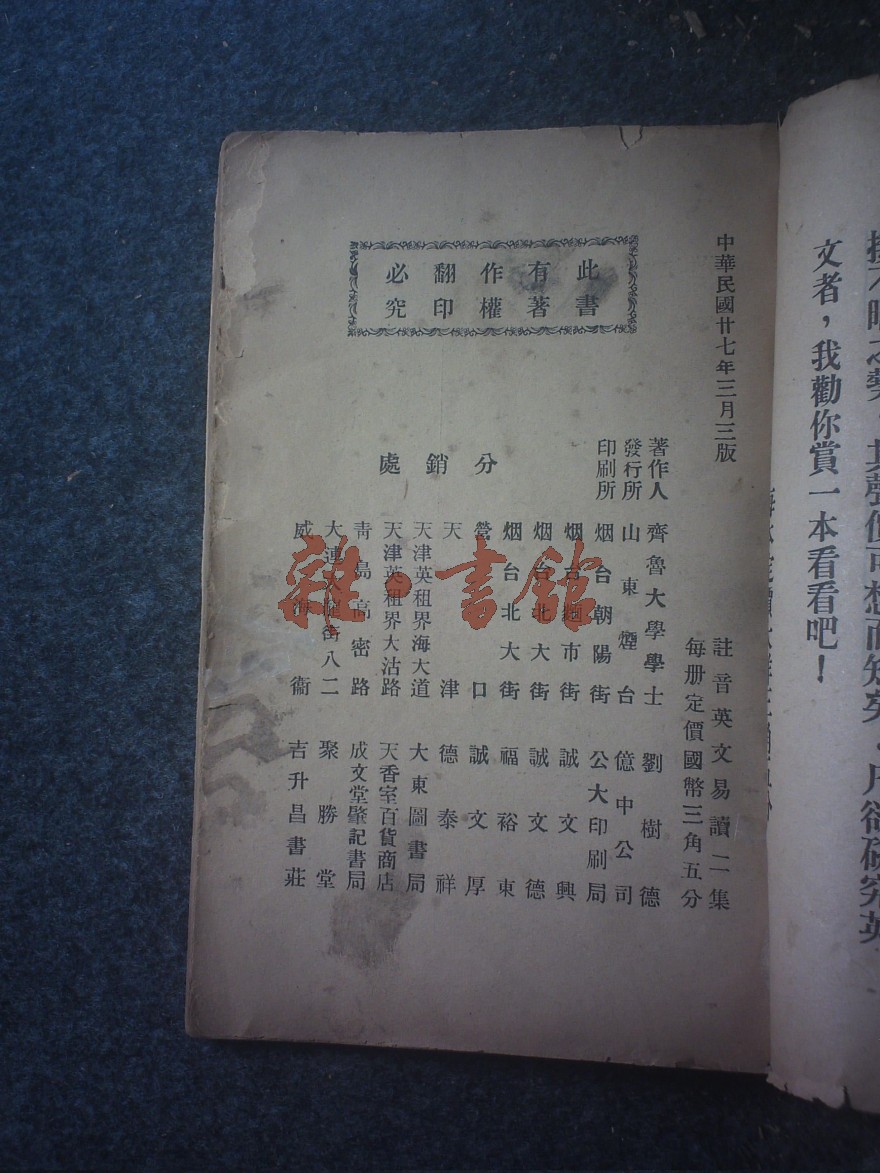 文者，我勸你賞一本看看吧！
中華民國廿七年三月三版
註音英文易讀二集
每册定價國幣三角五分
此書有著作權翻印必究
著作人 齊魯大學學士 劉樹德
發行所 山東煙台 億中公司
印刷所 烟台朝陽街 公大印刷局
分銷處
烟台 市街 誠文興
烟台北大街 誠文德
烟台北大街 福裕東
營口 誠文厚
天津 德泰祥
天津英租界海大道 大東圖書局
天津英租界大沽路 天香室百貨商店
青島高密路 成文堂肇記書局
大連 街八二 聚勝堂
威海衞 吉升昌書莊
雜書館